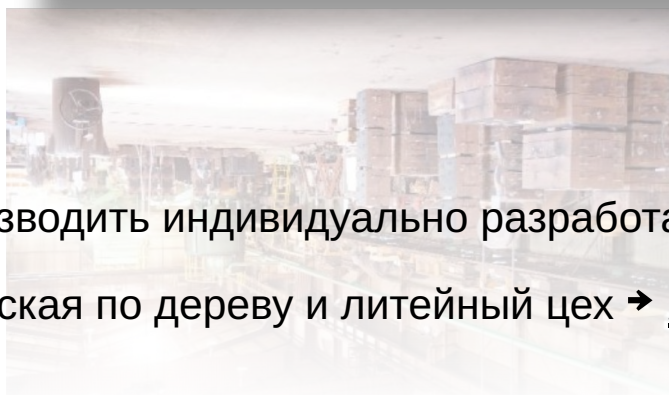 зводить индивидуально разработа
ская по дереву и литейный цех →